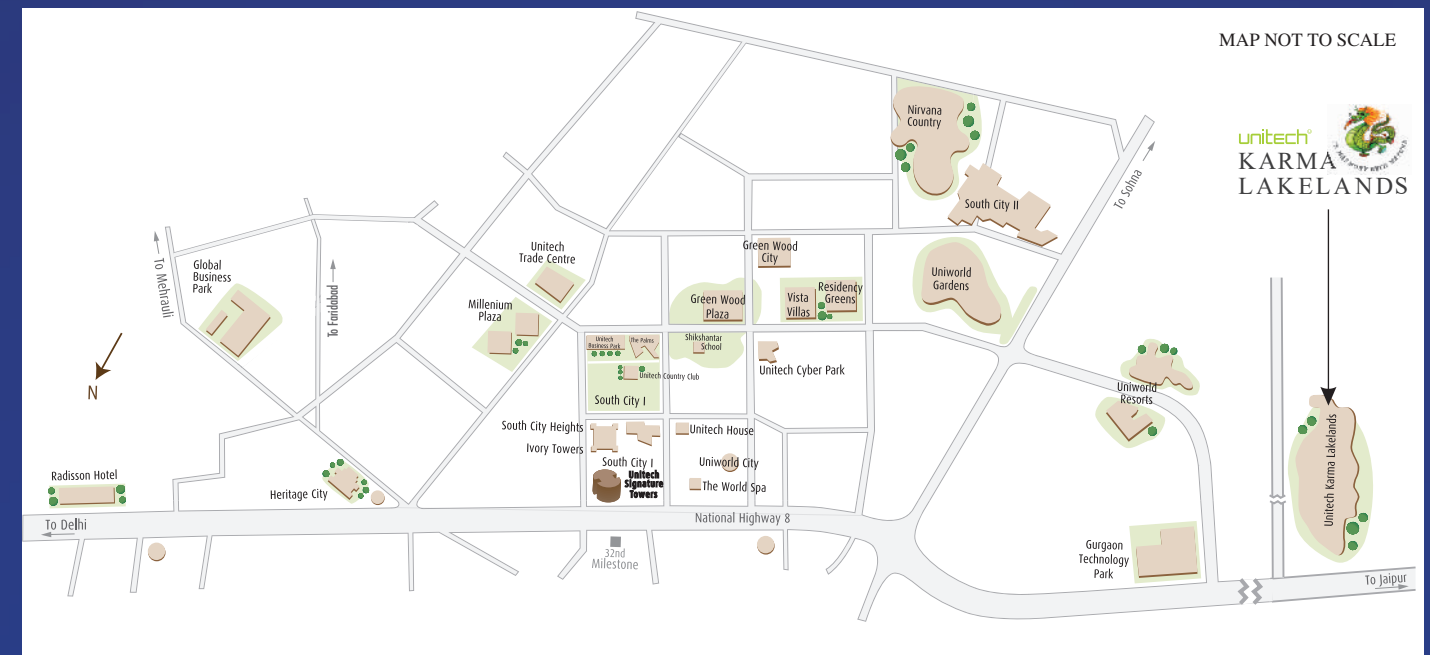 MAP NOT TO SCALE
unitech
KARMA
LAKELANDS
Nirvana
Country
South City II
To Sohna
Green Wood
City
Unitech
Trade Centre
Uniworld
Gardens
Global
Business
Park
To Mehrauli
To Faridabad
Millenium
Plaza
Green Wood
Plaza
Vista
Villas
Residency
Greens
Unitech
Business Park
The Palms
Shikshantar
School
Unitech Country Club
Unitech Cyber Park
South City I
Uniworld
Resorts
N
South City Heights
Ivory Towers
Unitech House
South City I
Uniworld City
Unitech
Signature
Towers
The World Spa
Unitech Karma Lakelands
Radisson Hotel
Heritage City
To Delhi
National Highway 8
32nd
Milestone
Gurgaon
Technology
Park
To Jaipur